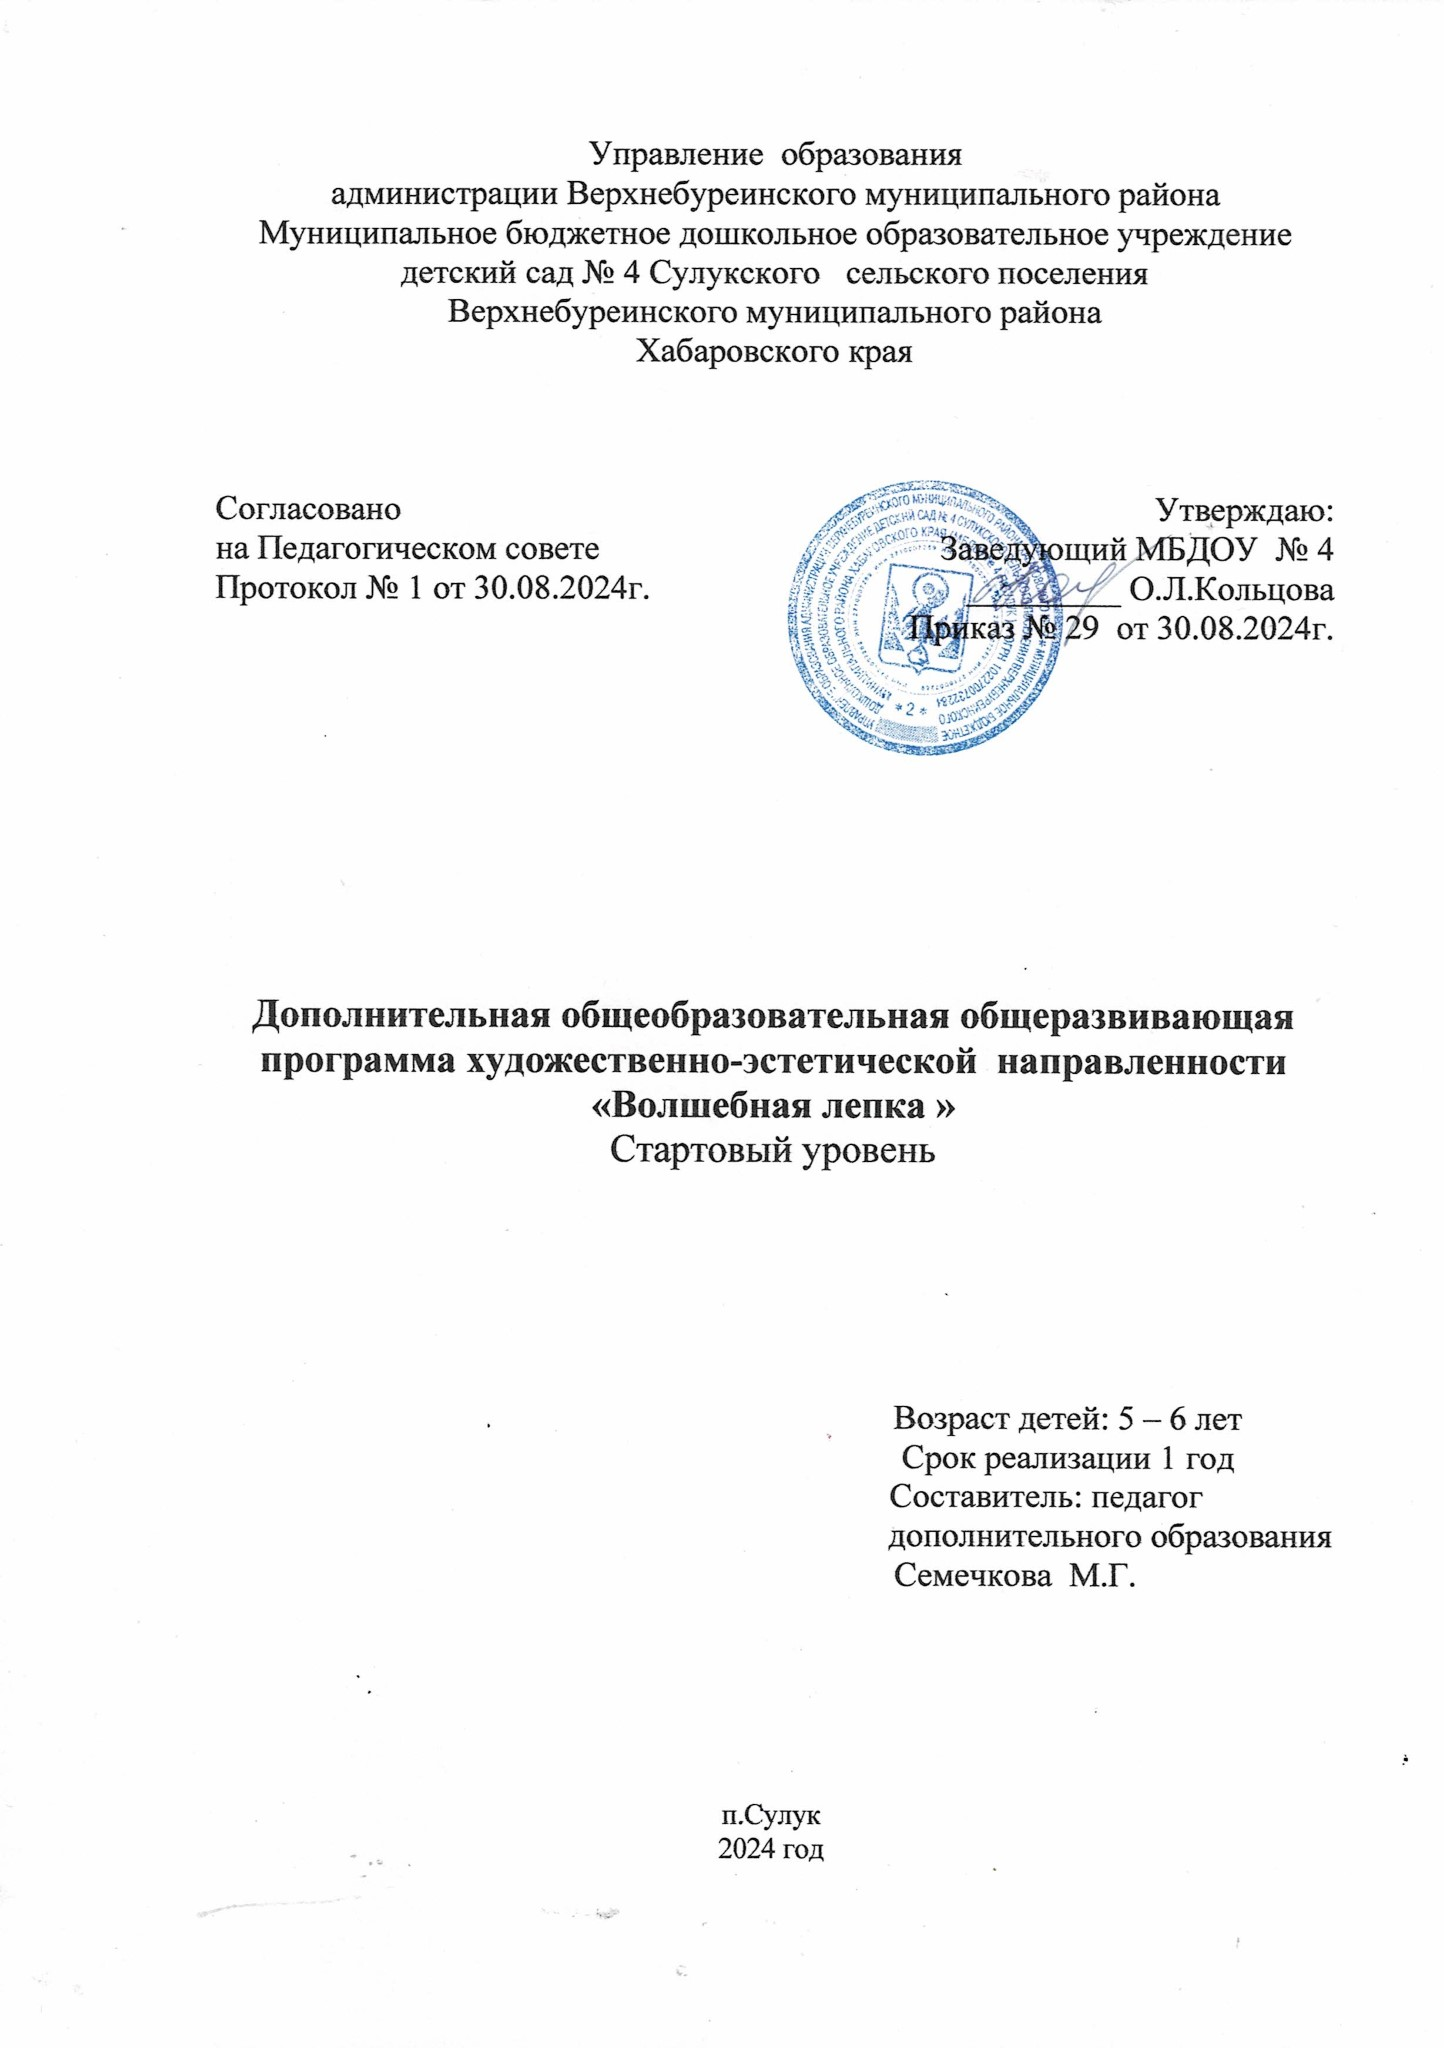 Управление образования
администрации Верхнебуреинского муниципального района
Муниципальное бюджетное дошкольное образовательное учреждение
детский сад № 4 Сулукского сельского поселения
Верхнебуреинского муниципального района
Хабаровского края
Согласовано
на Педагогическом совете
Протокол № 1 от 30.08.2024г.
Утверждаю:
Заведующий МБДОУ № 4
_________ О.Л.Кольцова
Приказ № 29 от 30.08.2024г.
* 2 *
Дополнительная общеобразовательная общеразвивающая
программа художественно-эстетической направленности
«Волшебная лепка »
Стартовый уровень
Возраст детей: 5 – 6 лет
Срок реализации 1 год
Составитель: педагог
дополнительного образования
Семечкова М.Г.
п.Сулук
2024 год